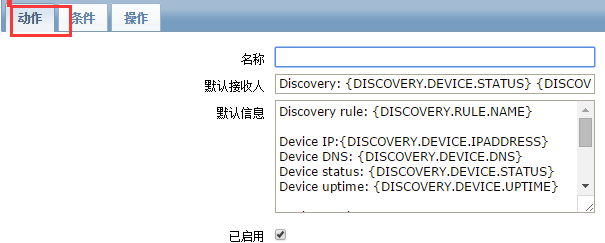 动作 条件 操作
名称
默认接收人 Discovery: {DISCOVERY.DEVICE.STATUS} {DISCOV
默认信息 Discovery rule: {DISCOVERY.RULE.NAME}
Device IP:{DISCOVERY.DEVICE.IPADDRESS}
Device DNS: {DISCOVERY.DEVICE.DNS}
Device status: {DISCOVERY.DEVICE.STATUS}
Device uptime: {DISCOVERY.DEVICE.UPTIME}
已启用